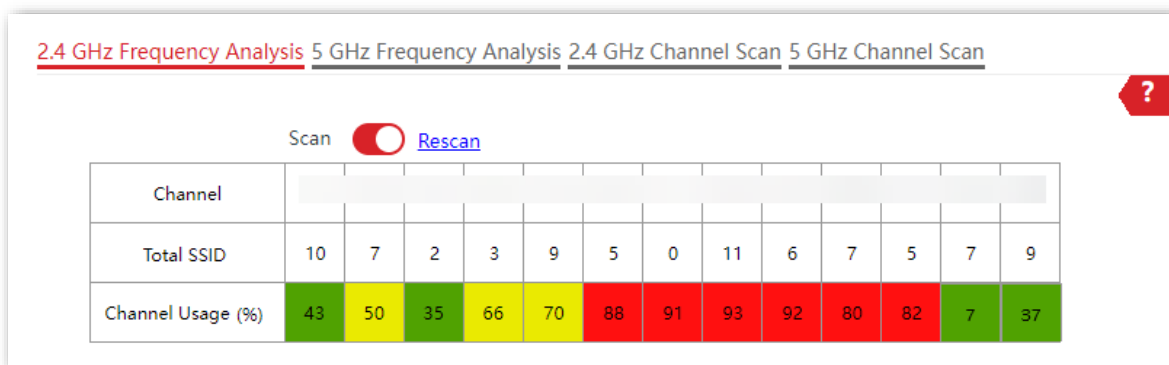 2.4 GHz Frequency Analysis 5 GHz Frequency Analysis 2.4 GHz Channel Scan 5 GHz Channel Scan
?
Scan Rescan
Channel
Total SSID 10 7 2 3 9 5 0 11 6 7 5 7 9
Channel Usage (%) 43 50 35 66 70 88 91 93 92 80 82 7 37